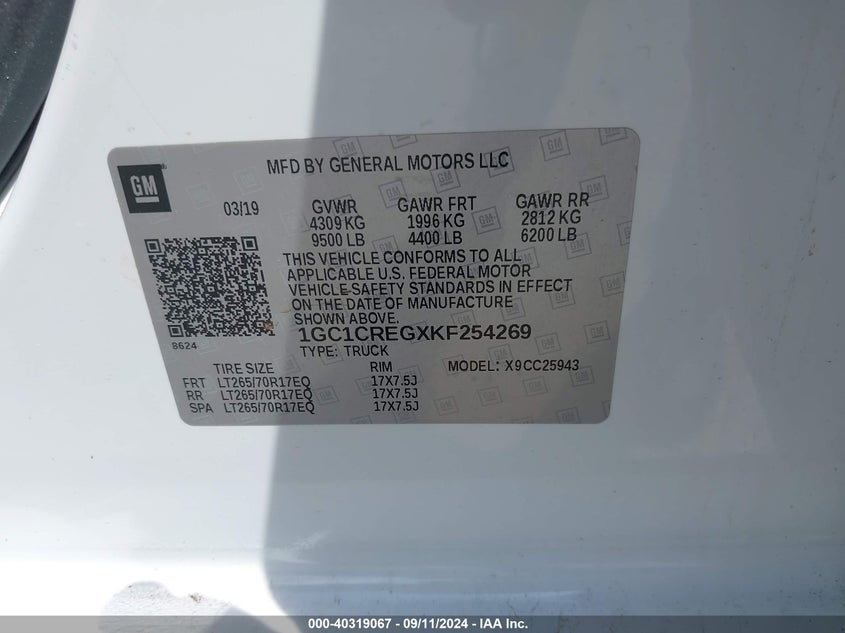 MFD BY GENERAL MOTORS LLC
GM
03/19 GVWR GAWR FRT GAWR RR
4309 KG 1996 KG 2812 KG
9500 LB 4400 LB 6200 LB
THIS VEHICLE CONFORMS TO ALL
APPLICABLE U.S. FEDERAL MOTOR
VEHICLE SAFETY STANDARDS IN EFFECT
ON THE DATE OF MANUFACTURE
SHOWN ABOVE.
8624
1GC1CREGXKF254269
TYPE: TRUCK
TIRE SIZE RIM MODEL: X9CC25943
FRT LT265/70R17EQ 17X7.5J
RR LT265/70R17EQ 17X7.5J
SPA LT265/70R17EQ 17X7.5J
000-40319067 - 09/11/2024 - IAA Inc.